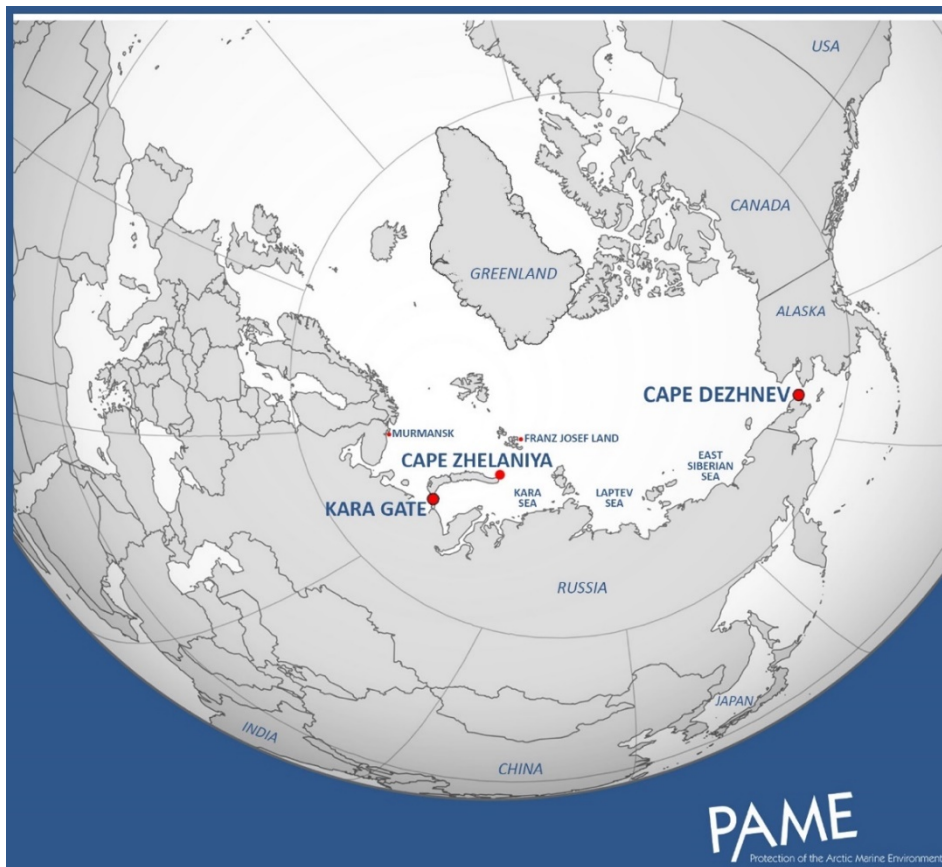 USA
CANADA
GREENLAND
ALASKA
CAPE DEZHNEV
MURMANSK
FRANZ JOSEF LAND
CAPE ZHELANIYA
EAST
SIBERIAN
SEA
KARA
SEA
LAPTEV
SEA
KARA GATE
RUSSIA
JAPAN
INDIA
CHINA
PAME
Protection of the Arctic Marine Environment